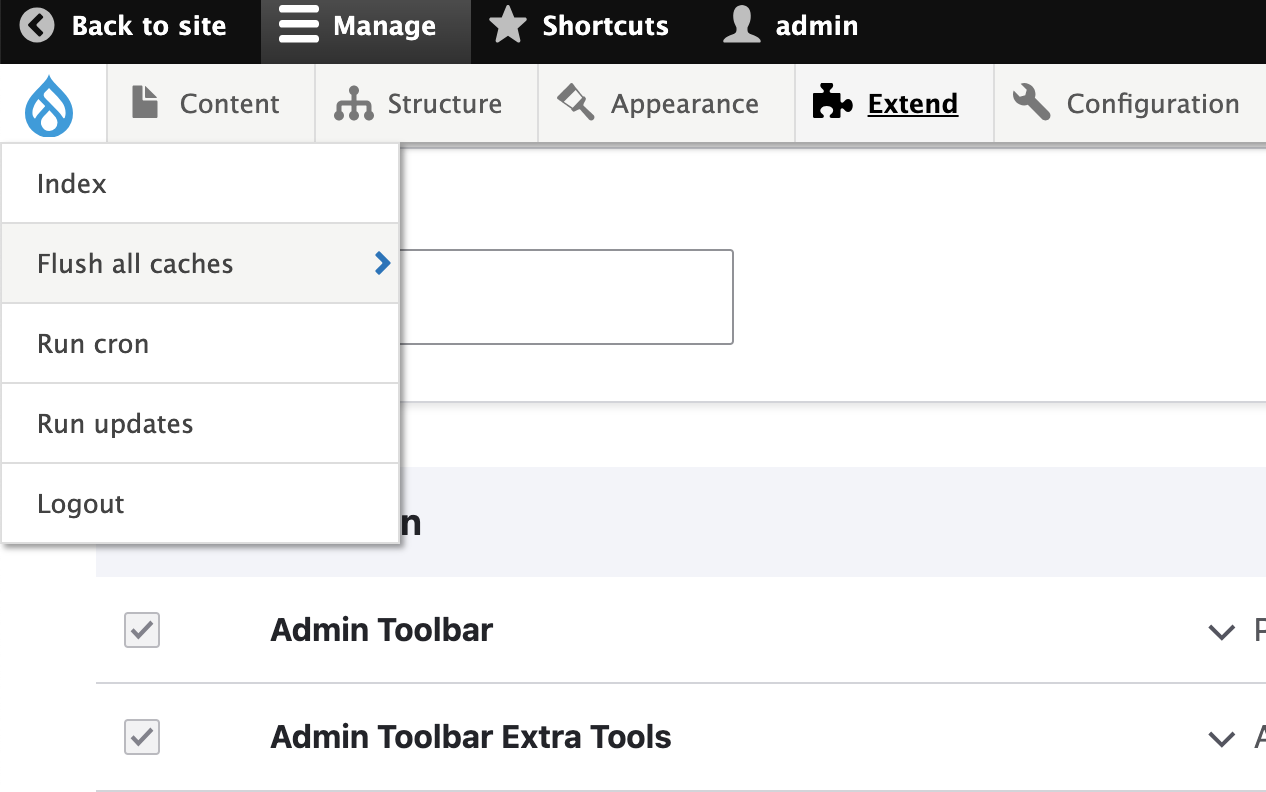 Back to site Manage Shortcuts admin
Content Structure Appearance Extend Configuration
Index
Flush all caches
Run cron
Run updates
Logout
Admin Toolbar
Admin Toolbar Extra Tools